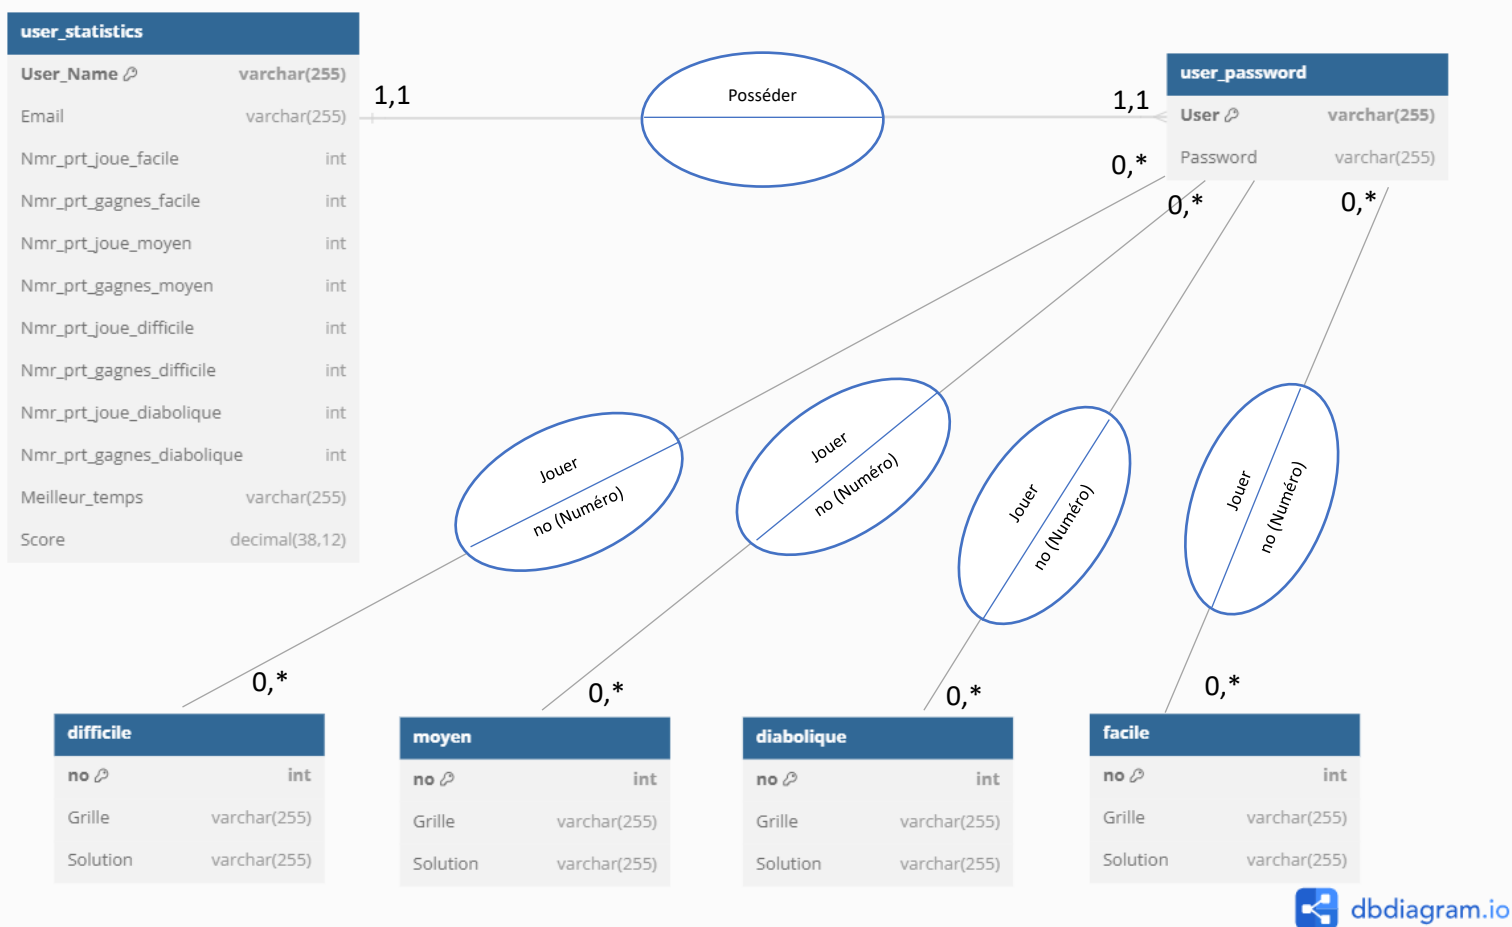 user_statistics
User_Name varchar(255)
Email varchar(255)
Nmr_prt_joue_facile int
Nmr_prt_gagnes_facile int
Nmr_prt_joue_moyen int
Nmr_prt_gagnes_moyen int
Nmr_prt_joue_difficile int
Nmr_prt_gagnes_difficile int
Nmr_prt_joue_diabolique int
Nmr_prt_gagnes_diabolique int
Meilleur_temps varchar(255)
Score decimal(38,12)
1,1
Posséder
1,1
user_password
User varchar(255)
Password varchar(255)
0,*
0,*
0,*
Jouer
no (Numéro)
Jouer
no (Numéro)
Jouer
no (Numéro)
Jouer
no (Numéro)
0,*
0,*
0,*
0,*
difficile
no int
Grille varchar(255)
Solution varchar(255)
moyen
no int
Grille varchar(255)
Solution varchar(255)
diabolique
no int
Grille varchar(255)
Solution varchar(255)
facile
no int
Grille varchar(255)
Solution varchar(255)
dbdiagram.io